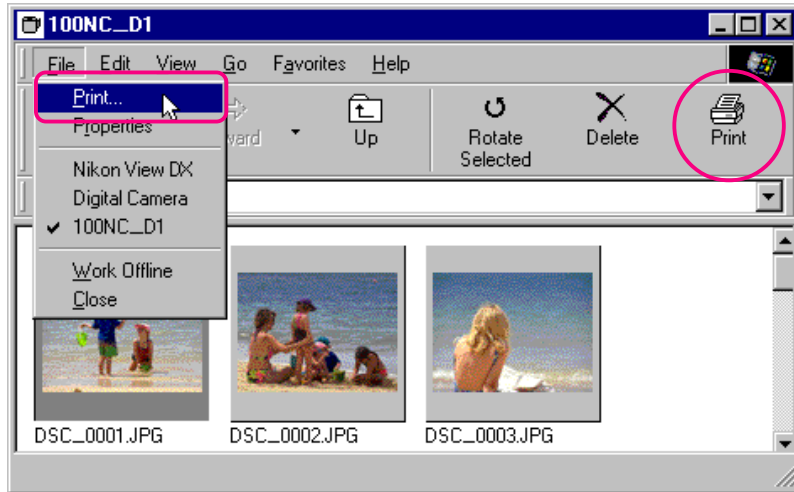 100NC_D1
File Edit View Go Favorites Help
Print...
Properties
Nikon View DX
Digital Camera
100NC_D1
Work Offline
Close
Up
Rotate
Selected
Delete
Print
DSC_0001.JPG DSC_0002.JPG DSC_0003.JPG